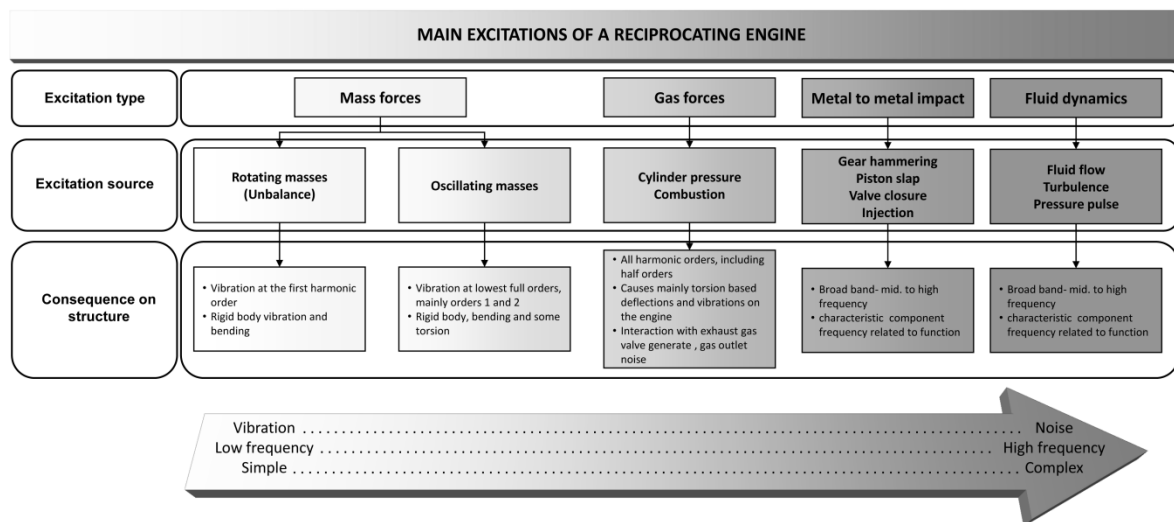 MAIN EXCITATIONS OF A RECIPROCATING ENGINE
Excitation type
Mass forces
Gas forces
Metal to metal impact
Fluid dynamics
Excitation source
Rotating masses
(Unbalance)
Oscillating masses
Cylinder pressure
Combustion
Gear hammering
Piston slap
Valve closure
Injection
Fluid flow
Turbulence
Pressure pulse
Consequence on
structure
• Vibration at the first harmonic
order
• Rigid body vibration and
bending
• Vibration at lowest full orders,
mainly orders 1 and 2
• Rigid body, bending and some
torsion
• All harmonic orders, including
half orders
• Causes mainly torsion based
deflections and vibrations on
the engine
• Interaction with exhaust gas
valve generate , gas outlet
noise
• Broad band- mid. to high
frequency
• characteristic component
frequency related to function
• Broad band- mid. to high
frequency
• characteristic component
frequency related to function
Vibration . . . . . . . . . . . . . . . . . . . . Noise
Low frequency . . . . . . . . . . . . . . . . . . . . High frequency
Simple . . . . . . . . . . . . . . . . . . . . Complex